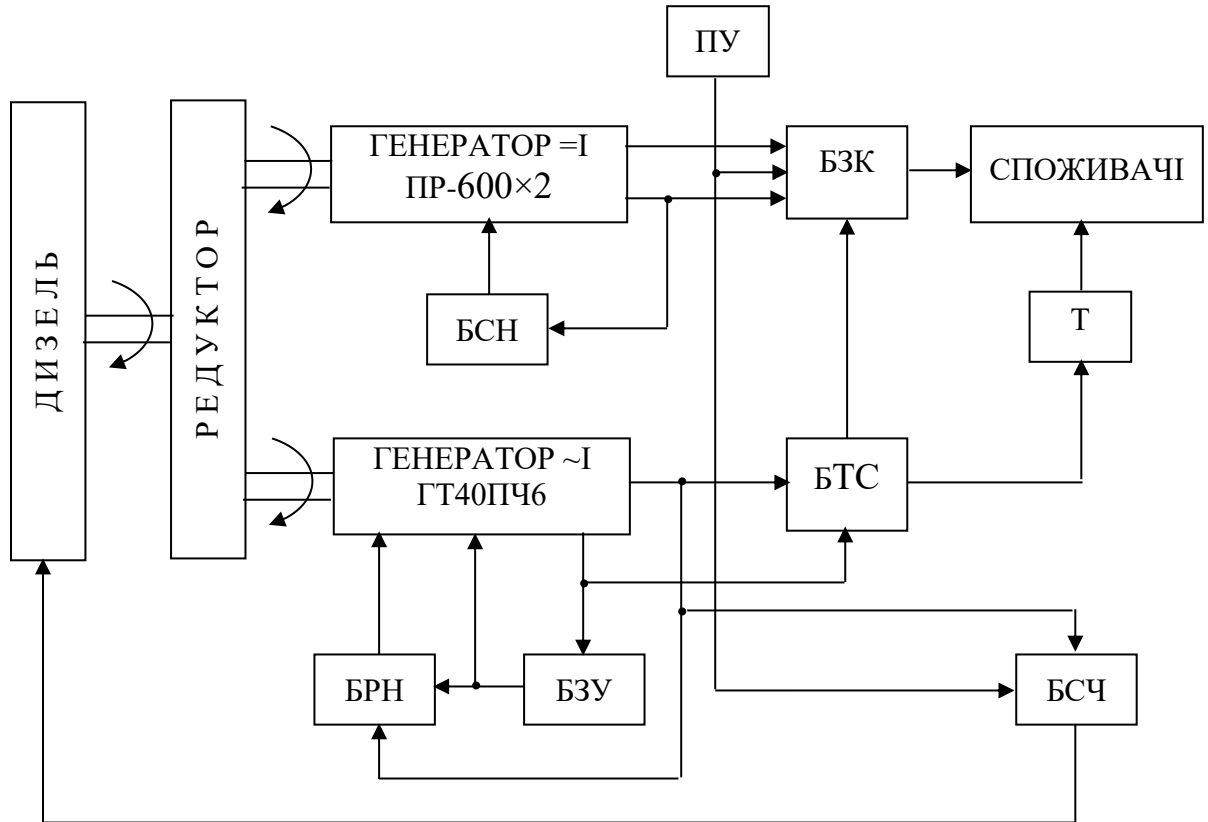 ПУ
ДИЗЕЛЬ
РЕДУКТОР
ГЕНЕРАТОР =I
ПР-600×2
БЗК
СПОЖИВАЧІ
БСН
Т
ГЕНЕРАТОР ~I
ГТ40ПЧ6
БТС
БРН
БЗУ
БСЧ